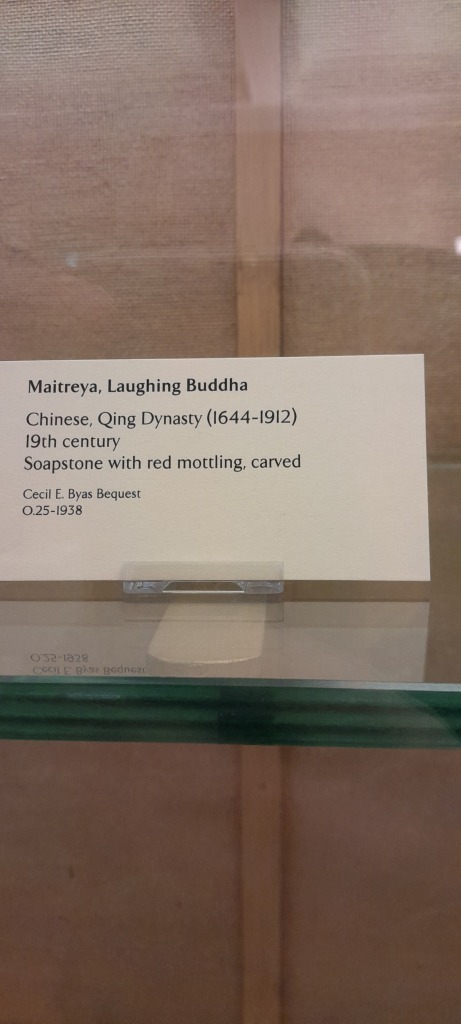 Maitreya, Laughing Buddha
Chinese, Qing Dynasty (1644-1912)
19th century
Soapstone with red mottling, carved
Cecil E. Byas Bequest
O.25-1938